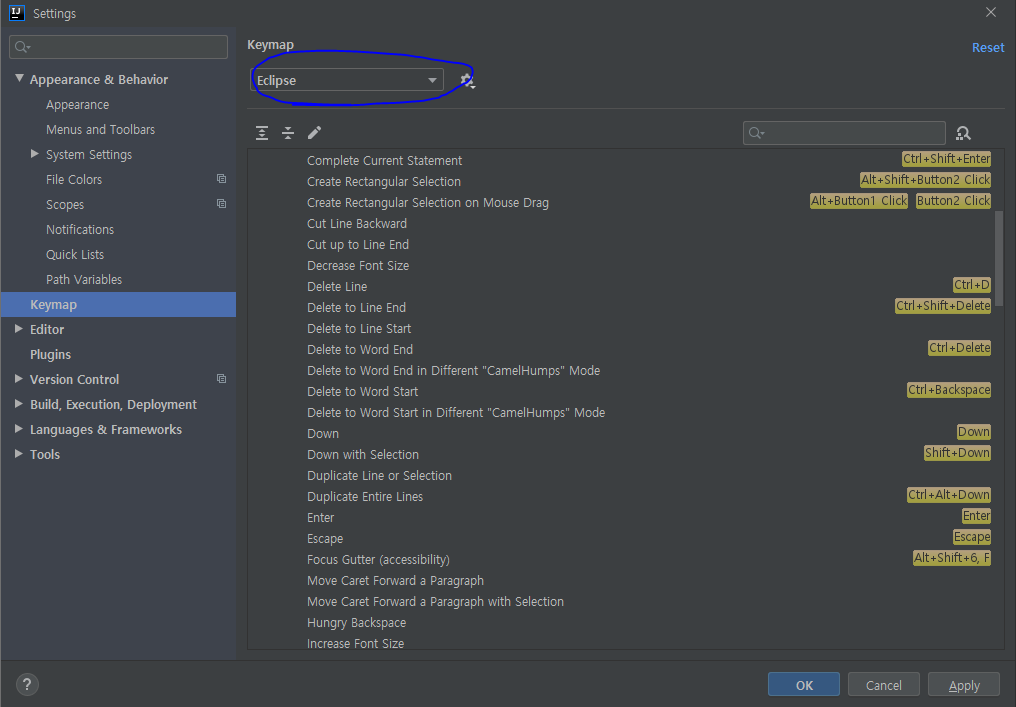 IJ Settings
Appearance & Behavior
Appearance
Menus and Toolbars
System Settings
File Colors
Scopes
Notifications
Quick Lists
Path Variables
Keymap
Editor
Plugins
Version Control
Build, Execution, Deployment
Languages & Frameworks
Tools
Keymap
Reset
Eclipse
Complete Current Statement Ctrl+Shift+Enter
Create Rectangular Selection Alt+Shift+Button2 Click
Create Rectangular Selection on Mouse Drag Alt+Button1 Click Button2 Click
Cut Line Backward
Cut up to Line End
Decrease Font Size
Delete Line Ctrl+D
Delete to Line End Ctrl+Shift+Delete
Delete to Line Start
Delete to Word End Ctrl+Delete
Delete to Word End in Different "CamelHumps" Mode
Delete to Word Start Ctrl+Backspace
Delete to Word Start in Different "CamelHumps" Mode
Down Down
Down with Selection Shift+Down
Duplicate Line or Selection
Duplicate Entire Lines Ctrl+Alt+Down
Enter Enter
Escape Escape
Focus Gutter (accessibility) Alt+Shift+6, F
Move Caret Forward a Paragraph
Move Caret Forward a Paragraph with Selection
Hungry Backspace
Increase Font Size
? OK Cancel Apply